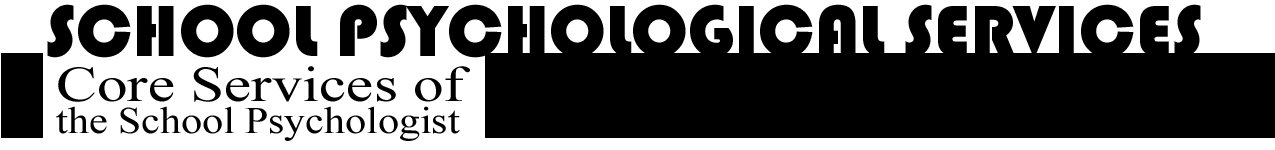 SCHOOL PSYCHOLOGICAL SERVICES
Core Services of
the School Psychologist